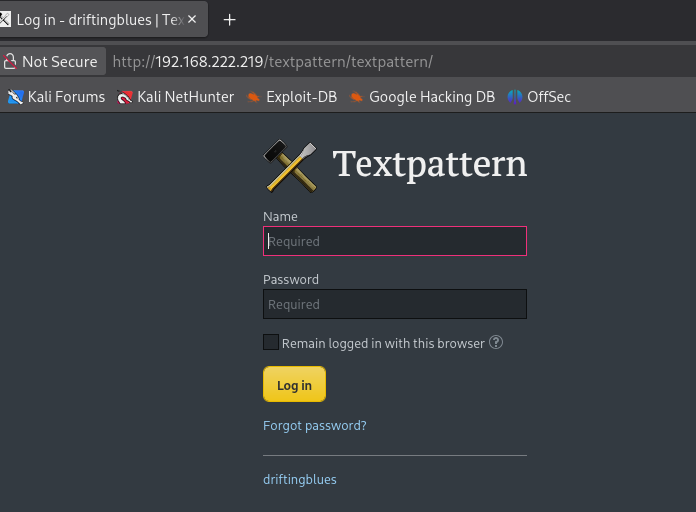 Log in - driftingblues | Tex
Not Secure http://192.168.222.219/textpattern/textpattern/
Kali Forums Kali NetHunter Exploit-DB Google Hacking DB OffSec
Textpattern
Name
Required
Password
Required
Remain logged in with this browser ?
Log in
Forgot password?
driftingblues